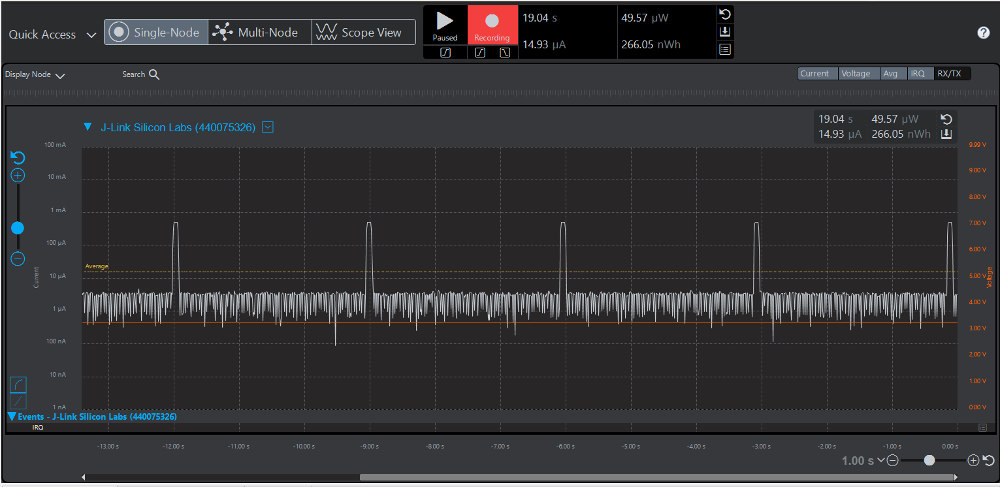 Quick Access
Single-Node
Multi-Node
Scope View
Paused
Recording
19.04 s
49.57 µW
14.93 µA
266.05 nWh
Display Node
Search
Current
Voltage
Avg
IRQ
RX/TX
J-Link Silicon Labs (440075326)
19.04 s
49.57 µW
14.93 µA
266.05 nWh
100 mA
10 mA
1 mA
100 µA
10 µA
1 µA
100 nA
10 nA
1 nA
Current
Average
9.99 V
9.00 V
8.00 V
7.00 V
6.00 V
5.00 V
4.00 V
3.00 V
2.00 V
1.00 V
0.00 V
Voltage
Events - J-Link Silicon Labs (440075326)
IRQ
-13.00 s
-12.00 s
-11.00 s
-10.00 s
-9.00 s
-8.00 s
-7.00 s
-6.00 s
-5.00 s
-4.00 s
-3.00 s
-2.00 s
-1.00 s
0.00 s
1.00 s